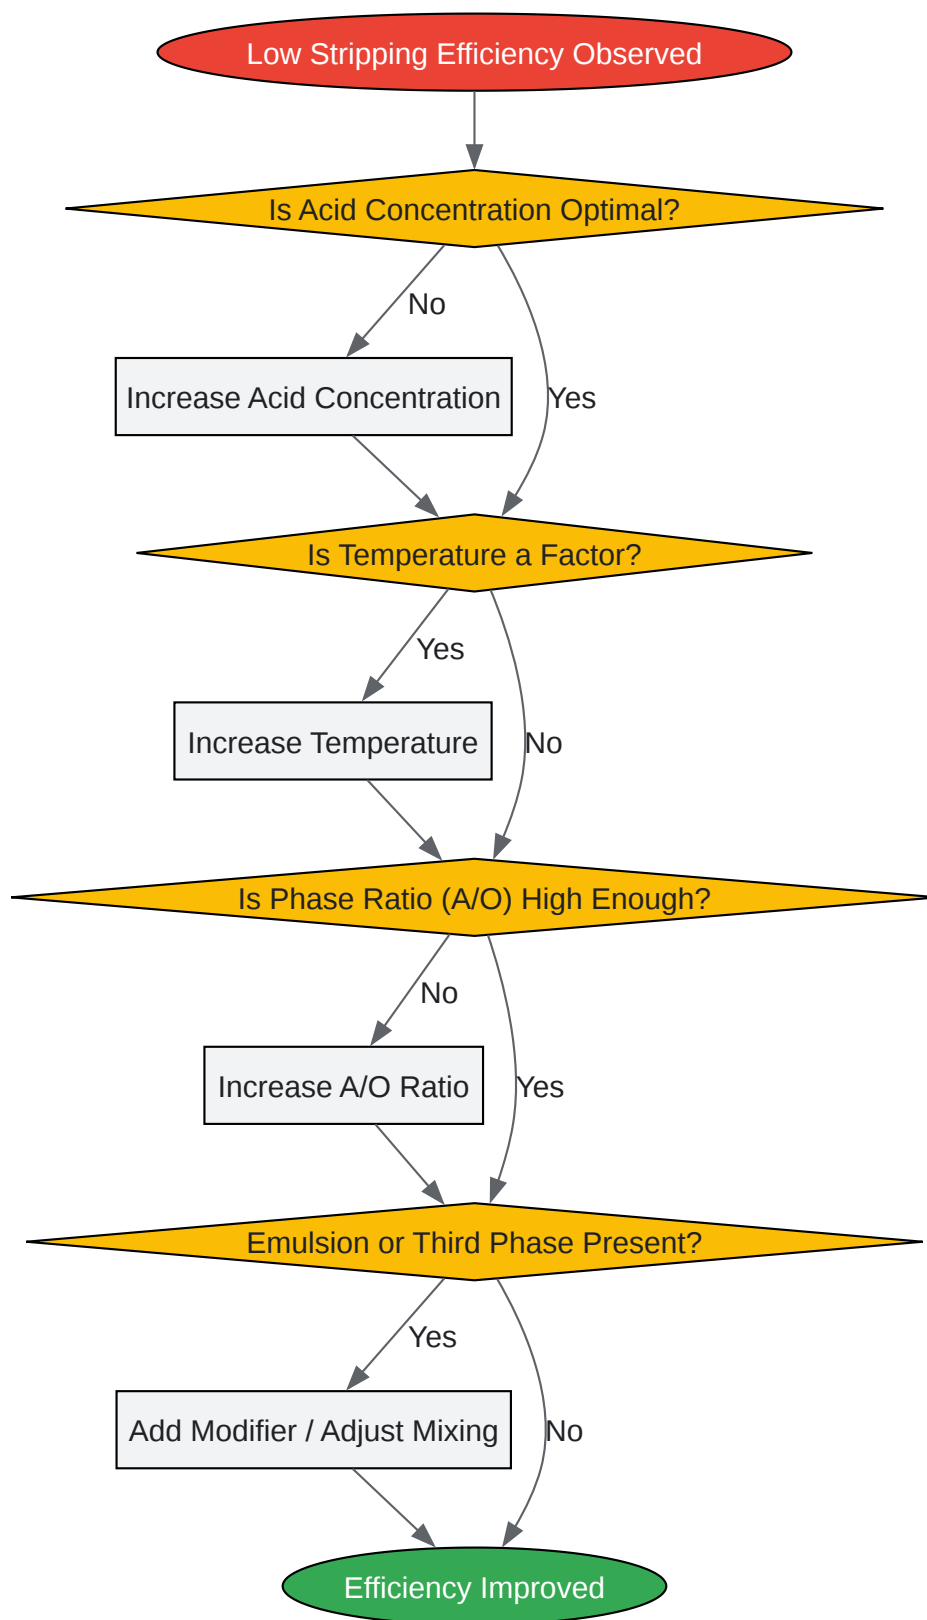 Low Stripping Efficiency Observed
Is Acid Concentration Optimal?
No
Increase Acid Concentration
Yes
Is Temperature a Factor?
Yes
Increase Temperature
No
Is Phase Ratio (A/O) High Enough?
No
Increase A/O Ratio
Yes
Emulsion or Third Phase Present?
Yes
Add Modifier / Adjust Mixing
No
Efficiency Improved